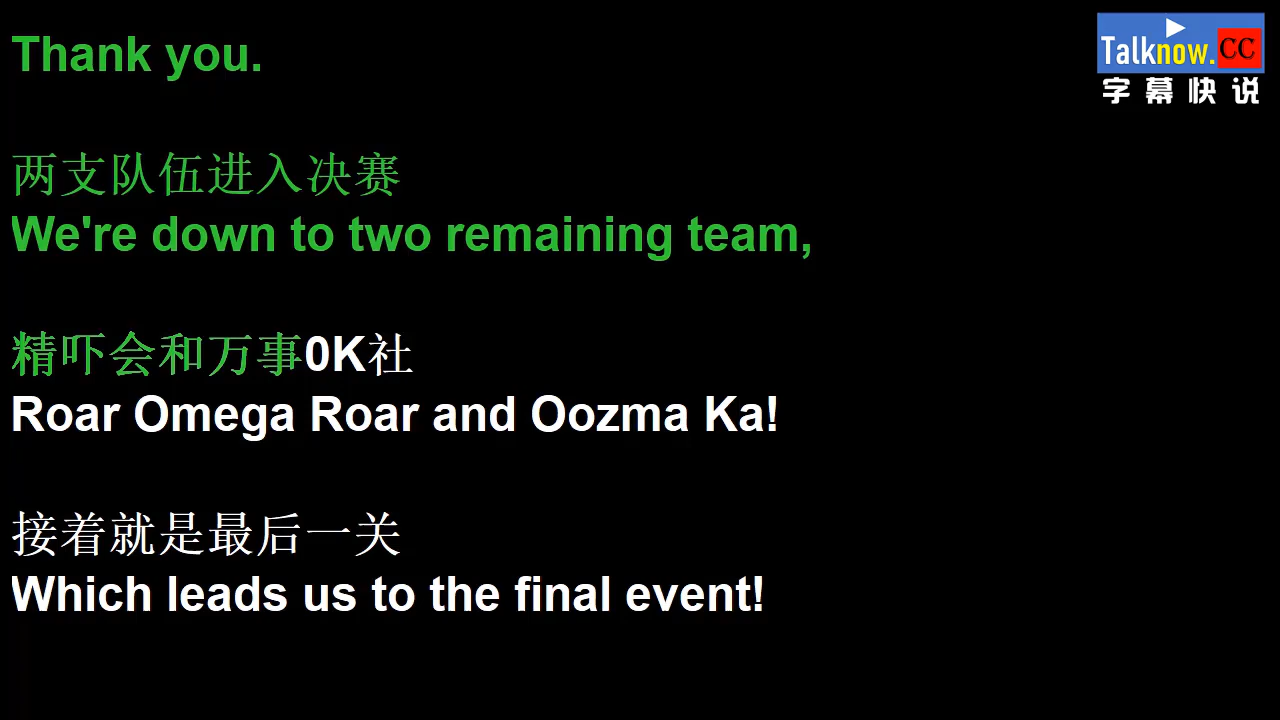 Thank you.
Talknow.CC
字幕快说
两支队伍进入决赛
We're down to two remaining team,
精吓会和万事0K社
Roar Omega Roar and Oozma Ka!
接着就是最后一关
Which leads us to the final event!